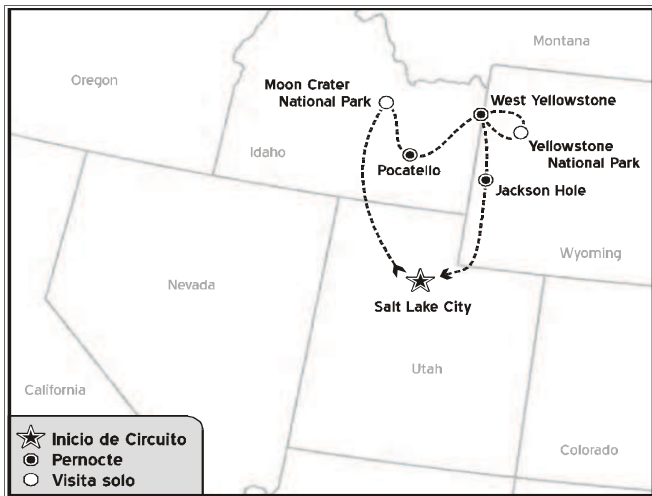 Montana
Oregon
Moon Crater
National Park
West Yellowstone
Idaho
Yellowstone
National Park
Pocatello
Jackson Hole
Wyoming
Nevada
Salt Lake City
Utah
California
Colorado
Inicio de Circuito
Pernocte
Visita solo